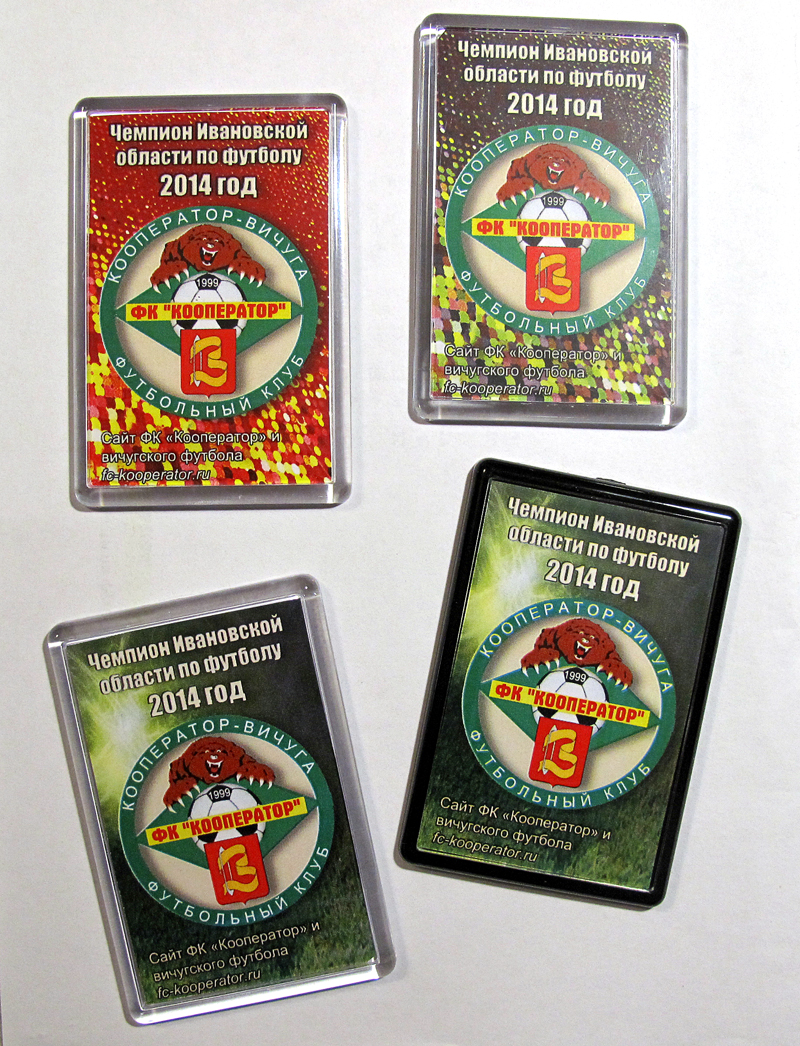 Чемпион Ивановской
области по футболу
2014 год
КООПЕРАТОР-ВИЧУГА
1999
ФК "КООПЕРАТОР"
ФУТБОЛЬНЫЙ КЛУБ
Сайт ФК «Кооператор» и
вичугского футбола
fc-kooperator.ru
Чемпион Ивановской
области по футболу
2014 год
КООПЕРАТОР-ВИЧУГА
1999
ФК "КООПЕРАТОР"
ФУТБОЛЬНЫЙ КЛУБ
Сайт ФК «Кооператор» и
вичугского футбола
fc-kooperator.ru
Чемпион Ивановской
области по футболу
2014 год
КООПЕРАТОР-ВИЧУГА
1999
ФК "КООПЕРАТОР"
ФУТБОЛЬНЫЙ КЛУБ
Сайт ФК «Кооператор» и
вичугского футбола
fc-kooperator.ru
Чемпион Ивановской
области по футболу
2014 год
КООПЕРАТОР-ВИЧУГА
1999
ФК "КООПЕРАТОР"
ФУТБОЛЬНЫЙ КЛУБ
Сайт ФК «Кооператор» и
вичугского футбола
fc-kooperator.ru